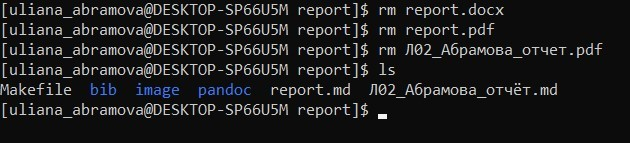 [uliana_abramova@DESKTOP-SP66U5M report]$ rm report.docx
[uliana_abramova@DESKTOP-SP66U5M report]$ rm report.pdf
[uliana_abramova@DESKTOP-SP66U5M report]$ rm Л02_Абрамова_отчет.pdf
[uliana_abramova@DESKTOP-SP66U5M report]$ ls
Makefile bib image pandoc report.md Л02_Абрамова_отчёт.md
[uliana_abramova@DESKTOP-SP66U5M report]$